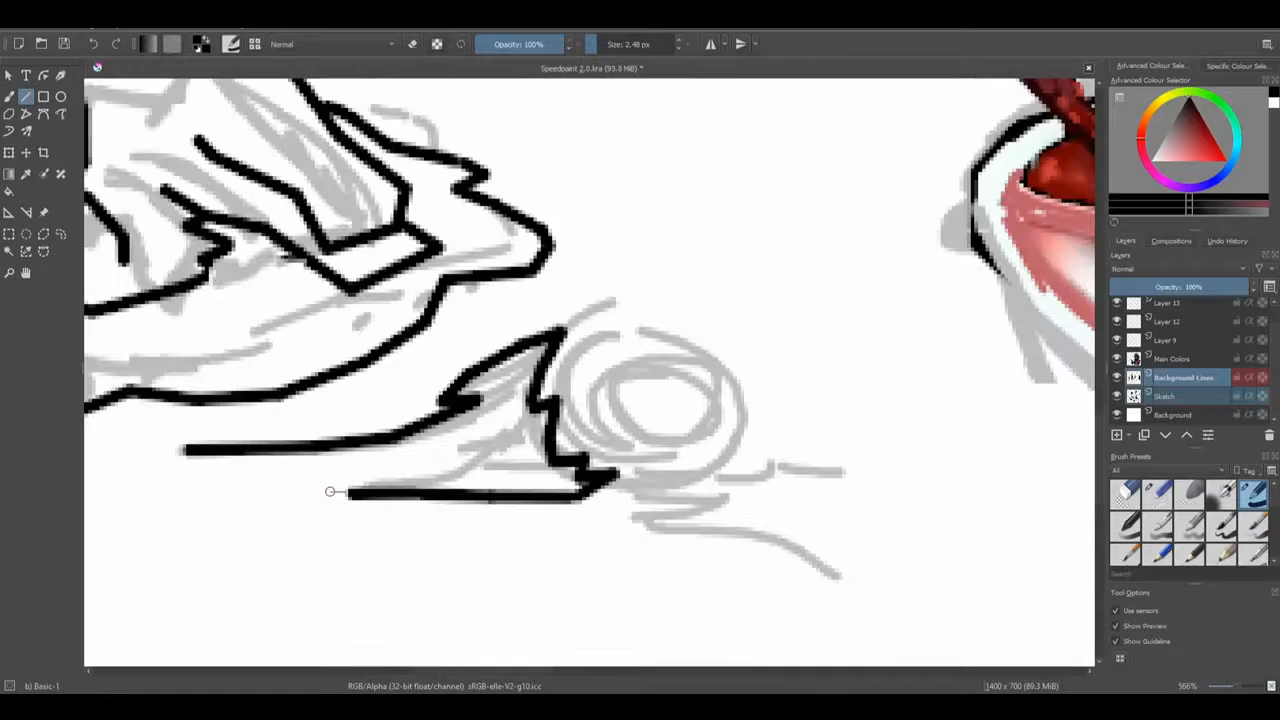 Normal
Opacity: 100%
Size: 2.48 px
Speedpaint 2.0.kra (93.8 MiB) *
Advanced Colour Sele...
Specific Colour Sele...
Advanced Colour Selector
Layers
Compositions
Undo History
Layers
Normal
Opacity: 100%
Layer 13
Layer 12
Layer 9
Main Colors
Background Lines
Sketch
Background
Brush Presets
All
Tag
Search
Tool Options
Use sensors
Show Preview
Show Guideline
b) Basic-1
RGB/Alpha (32-bit float/channel) sRGB-elle-V2-g10.icc
1400 x 700 (89.3 MiB)
566%